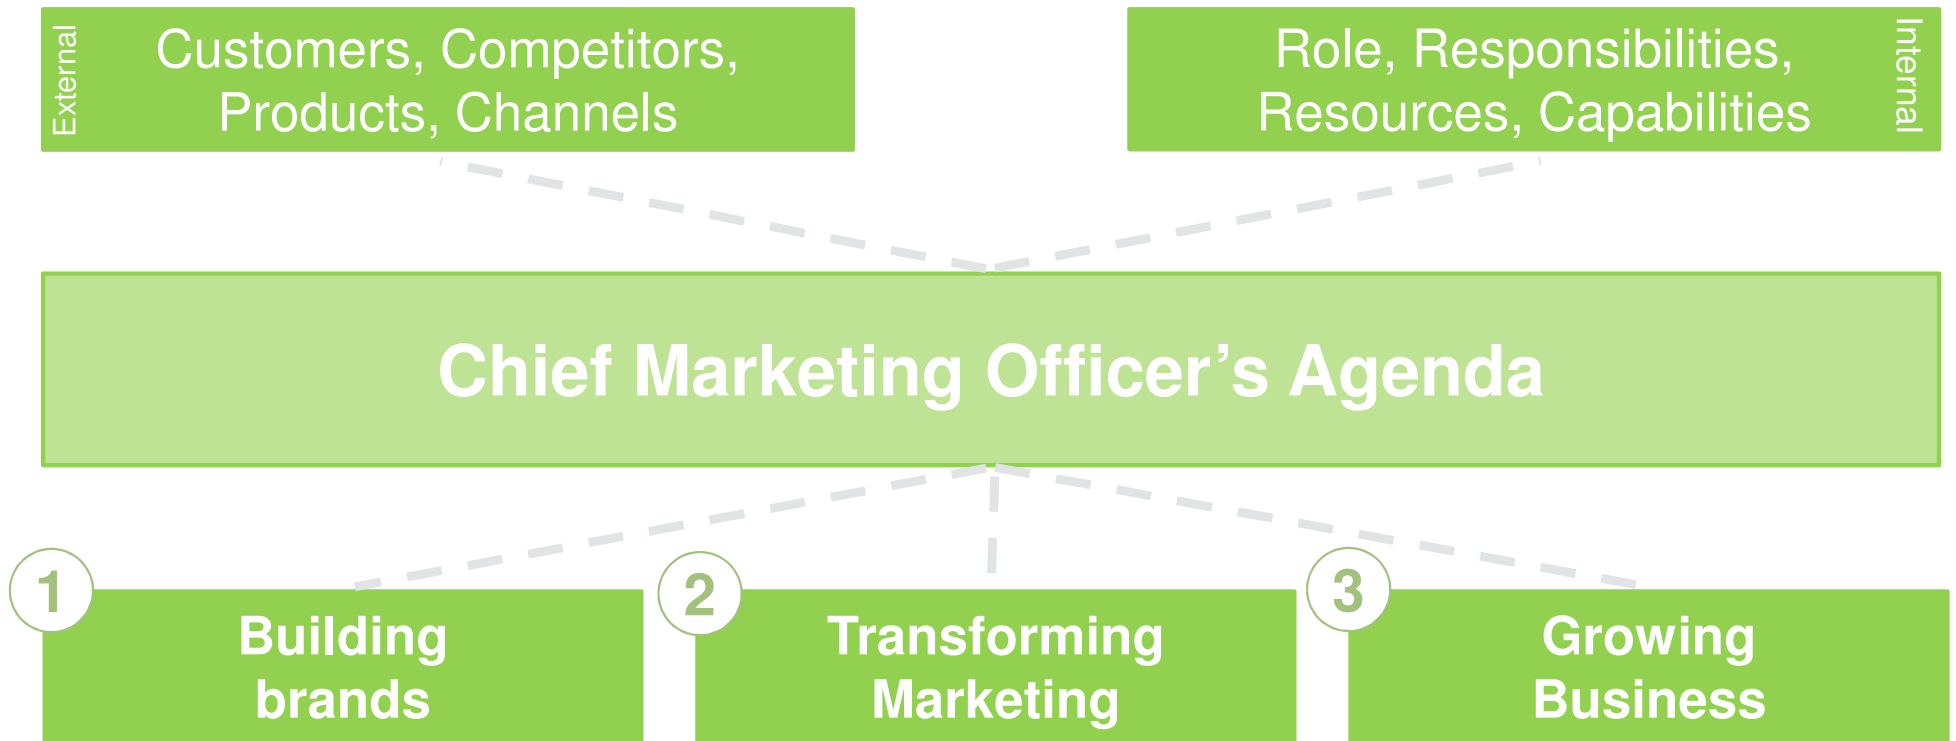 External
Customers, Competitors,
Products, Channels
Role, Responsibilities,
Resources, Capabilities
Internal
Chief Marketing Officer’s Agenda
1
Building
brands
2
Transforming
Marketing
3
Growing
Business